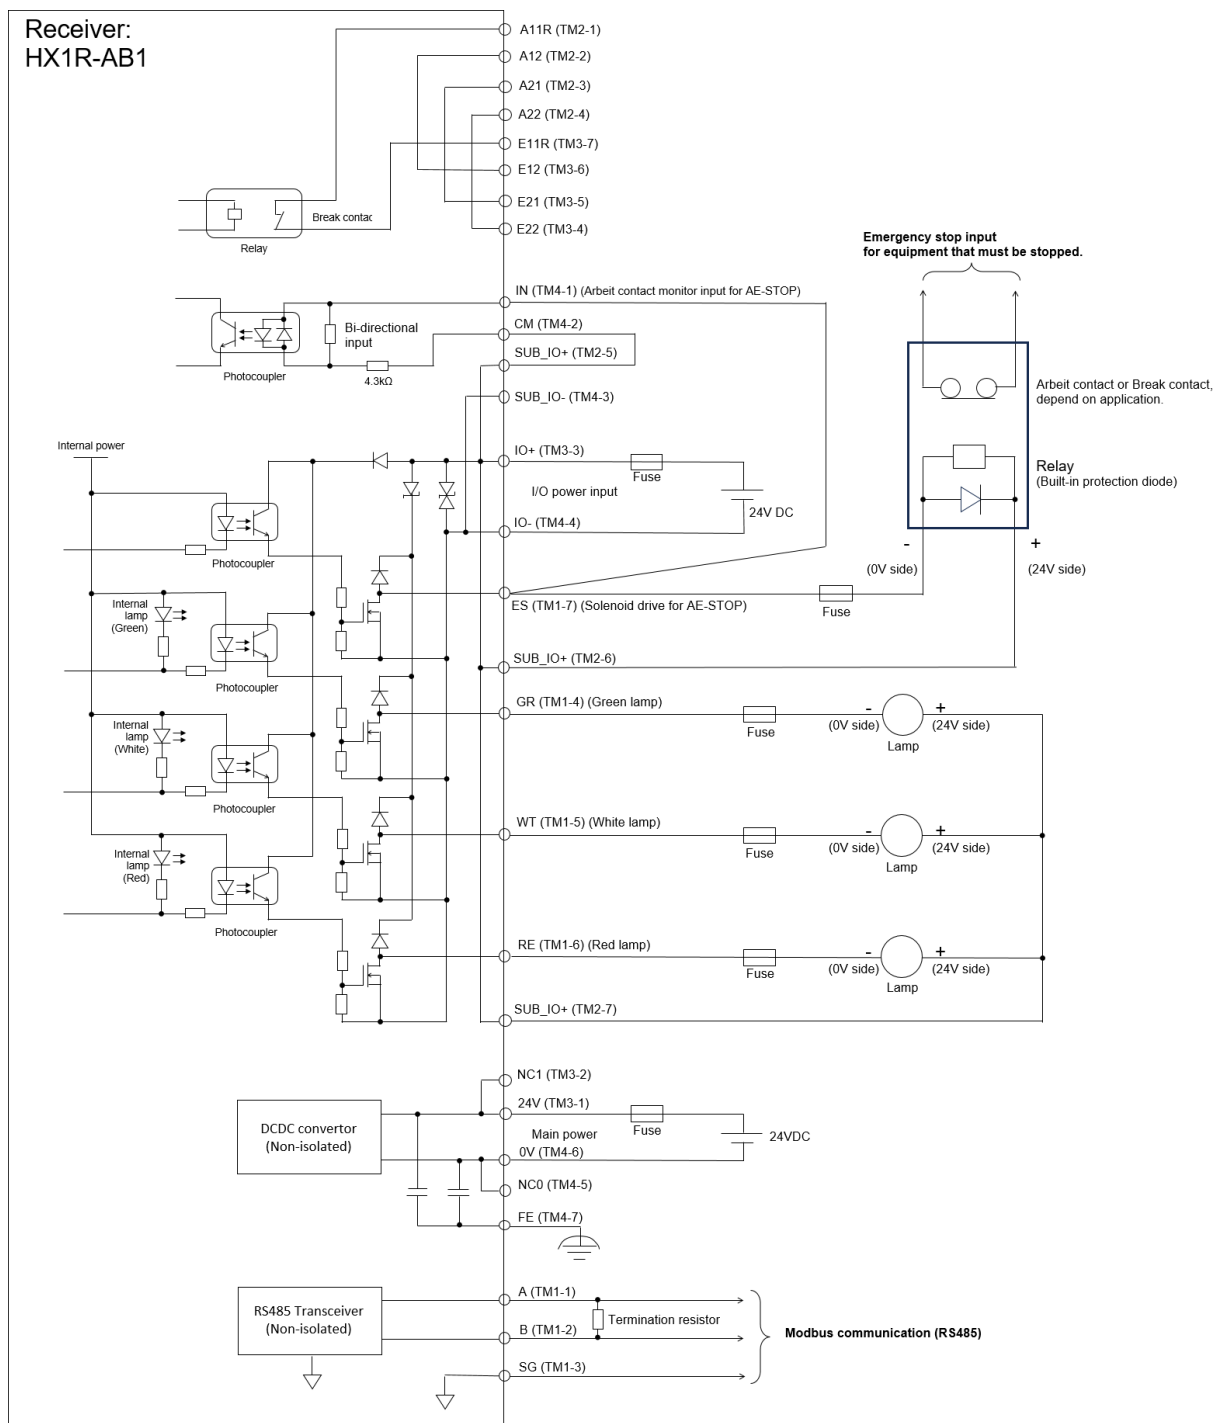 Receiver:
HX1R-AB1
A11R (TM2-1)
A12 (TM2-2)
A21 (TM2-3)
A22 (TM2-4)
E11R (TM3-7)
E12 (TM3-6)
E21 (TM3-5)
E22 (TM3-4)
Break contac
Relay
Emergency stop input
for equipment that must be stopped.
IN (TM4-1) (Arbeit contact monitor input for AE-STOP)
CM (TM4-2)
SUB_IO+ (TM2-5)
SUB_IO- (TM4-3)
Bi-directional
input
4.3kΩ
Photocoupler
Arbeit contact or Break contact,
depend on application.
Relay
(Built-in protection diode)
-
(0V side)
+
(24V side)
Internal power
IO+ (TM3-3)
Fuse
I/O power input
24V DC
IO- (TM4-4)
Photocoupler
ES (TM1-7) (Solenoid drive for AE-STOP)
Fuse
Internal
lamp
(Green)
Photocoupler
SUB_IO+ (TM2-6)
GR (TM1-4) (Green lamp)
Fuse
-
(0V side)
Lamp
+
(24V side)
Internal
lamp
(White)
Photocoupler
WT (TM1-5) (White lamp)
Fuse
-
(0V side)
Lamp
+
(24V side)
Internal
lamp
(Red)
Photocoupler
RE (TM1-6) (Red lamp)
Fuse
-
(0V side)
Lamp
+
(24V side)
SUB_IO+ (TM2-7)
NC1 (TM3-2)
24V (TM3-1)
Fuse
DCDC convertor
(Non-isolated)
Main power
24VDC
0V (TM4-6)
NC0 (TM4-5)
FE (TM4-7)
RS485 Transceiver
(Non-isolated)
A (TM1-1)
Termination resistor
B (TM1-2)
SG (TM1-3)
Modbus communication (RS485)